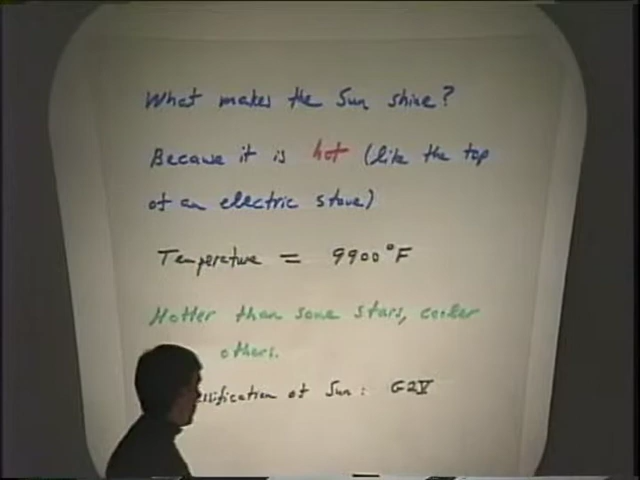 What makes the Sun shine?
Because it is hot (like the top
of an electric stove)
Temperature = 9900°F
Hotter than some stars, cooler
others.
ssification of Sun: G2V